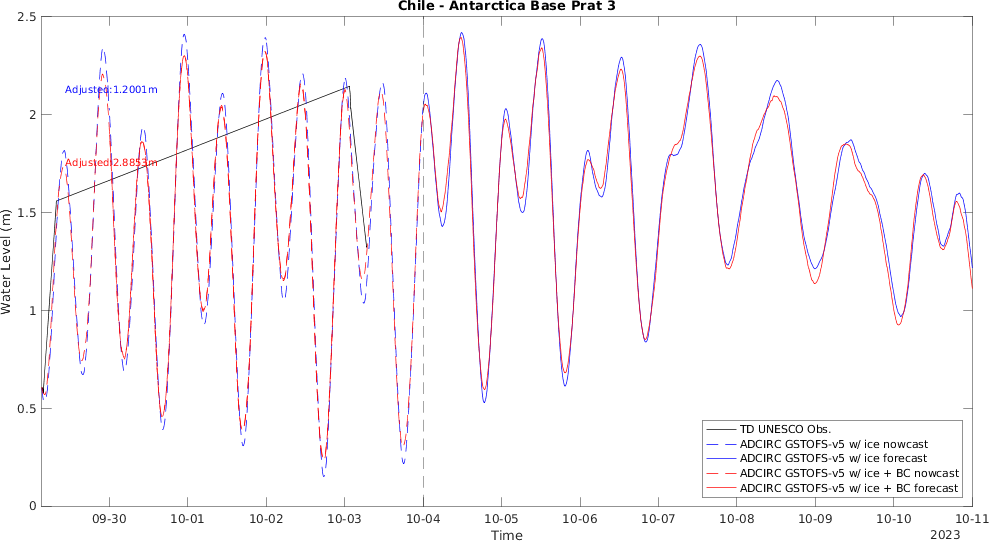 Chile - Antarctica Base Prat 3
2.5
2
1.5
1
0.5
0
Water Level (m)
Adjusted:1.2001m
Adjusted:2.8853m
TD UNESCO Obs.
ADCIRC GSTOFS-v5 w/ ice nowcast
ADCIRC GSTOFS-v5 w/ ice forecast
ADCIRC GSTOFS-v5 w/ ice + BC nowcast
ADCIRC GSTOFS-v5 w/ ice + BC forecast
09-30 10-01 10-02 10-03 10-04 10-05 10-06 10-07 10-08 10-09 10-10 10-11
Time
2023